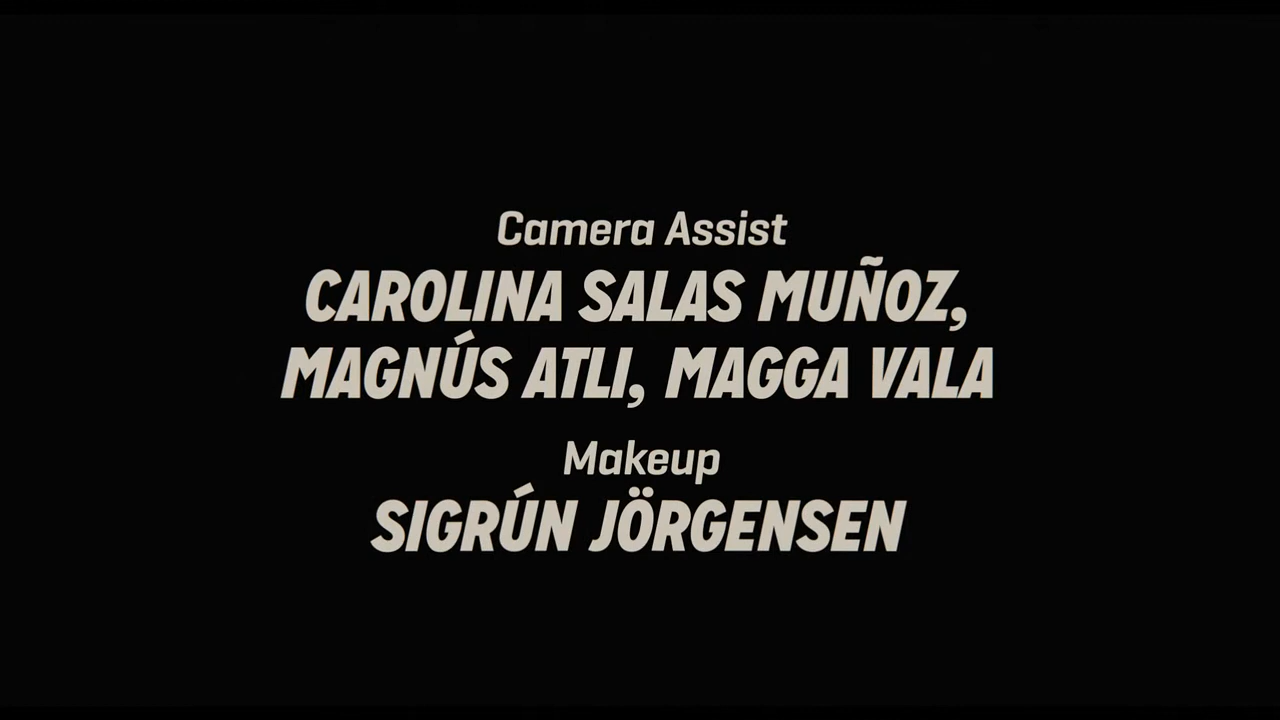 Camera Assist
CAROLINA SALAS MUÑOZ,
MAGNÚS ATLI, MAGGA VALA
Makeup
SIGRÚN JÖRGENSEN